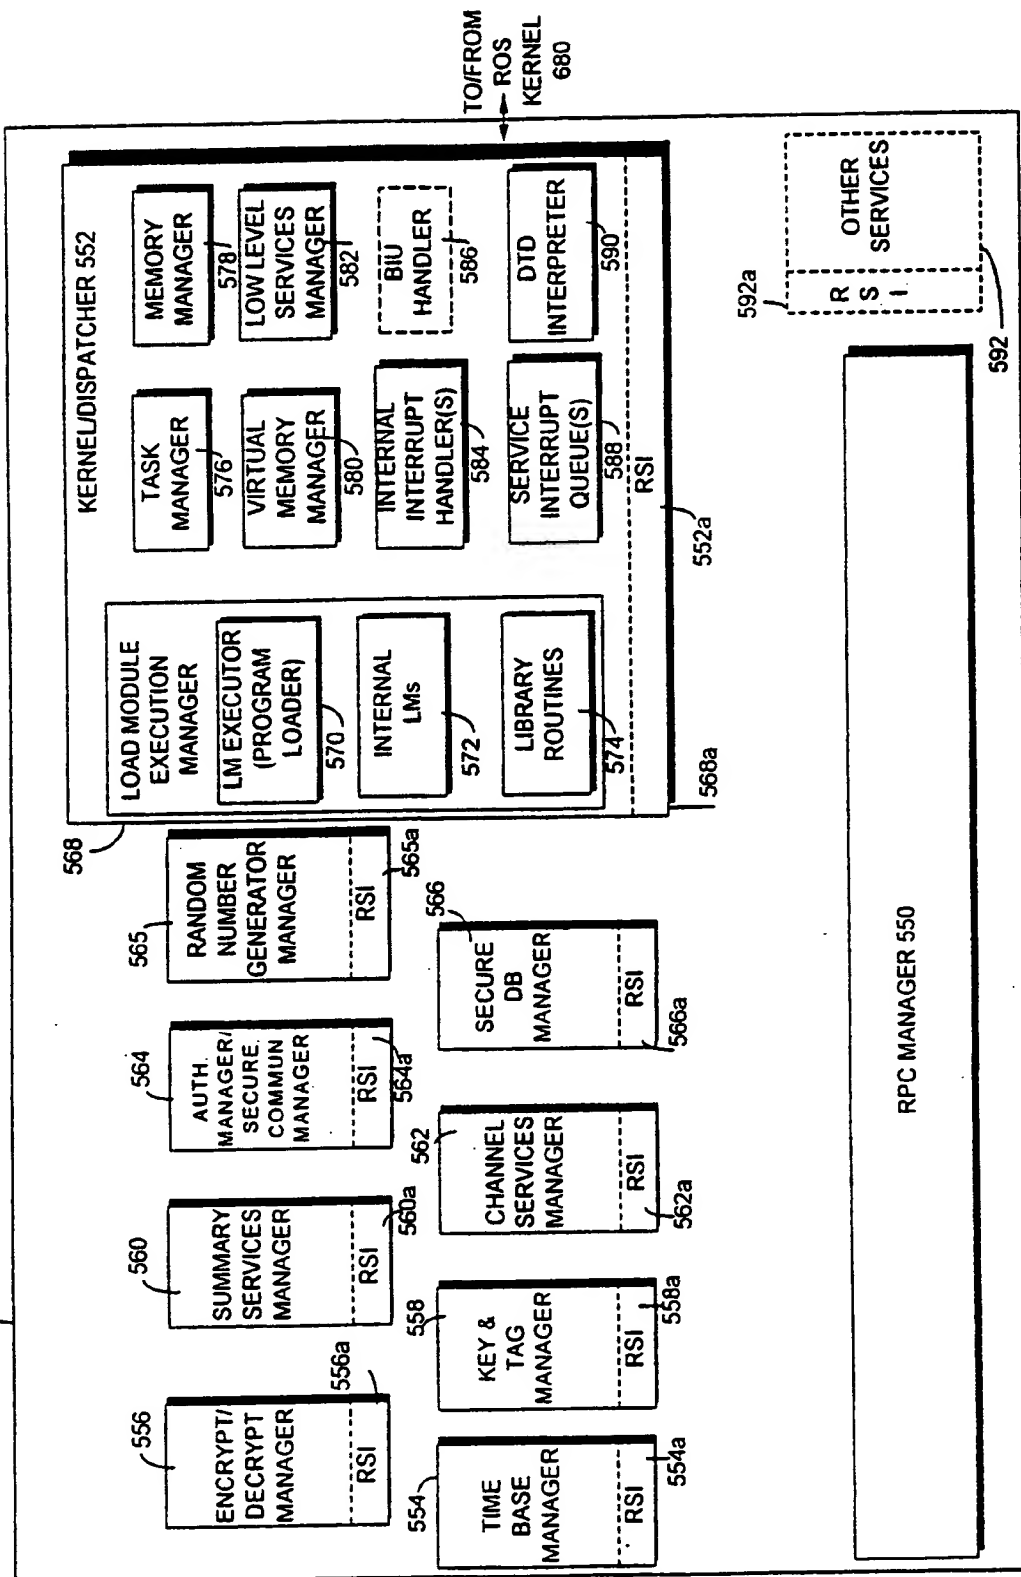 KERNEL/DISPATCHER 552
TO/FROM
ROS
KERNEL
680
568
LOAD MODULE
EXECUTION
MANAGER
LM EXECUTOR
(PROGRAM
LOADER)
570
INTERNAL
LMs
572
LIBRARY
ROUTINES
574
568a
TASK
MANAGER
576
MEMORY
MANAGER
578
VIRTUAL
MEMORY
MANAGER
580
LOW LEVEL
SERVICES
MANAGER
582
INTERNAL
INTERRUPT
HANDLER(S)
584
BIU
HANDLER
586
SERVICE
INTERRUPT
QUEUE(S)
588
DTD
INTERPRETER
590
RSI
552a
556
ENCRYPT/
DECRYPT
MANAGER
RSI
556a
560
SUMMARY
SERVICES
MANAGER
RSI
560a
564
AUTH.
MANAGER/
SECURE.
COMMUN
MANAGER
RSI
564a
565
RANDOM
NUMBER
GENERATOR
MANAGER
RSI
565a
554
TIME
BASE
MANAGER
RSI
554a
558
KEY &
TAG
MANAGER
RSI
558a
562
CHANNEL
SERVICES
MANAGER
RSI
562a
566
SECURE
DB
MANAGER
RSI
566a
592a
R
S
I
OTHER
SERVICES
592
RPC MANAGER 550